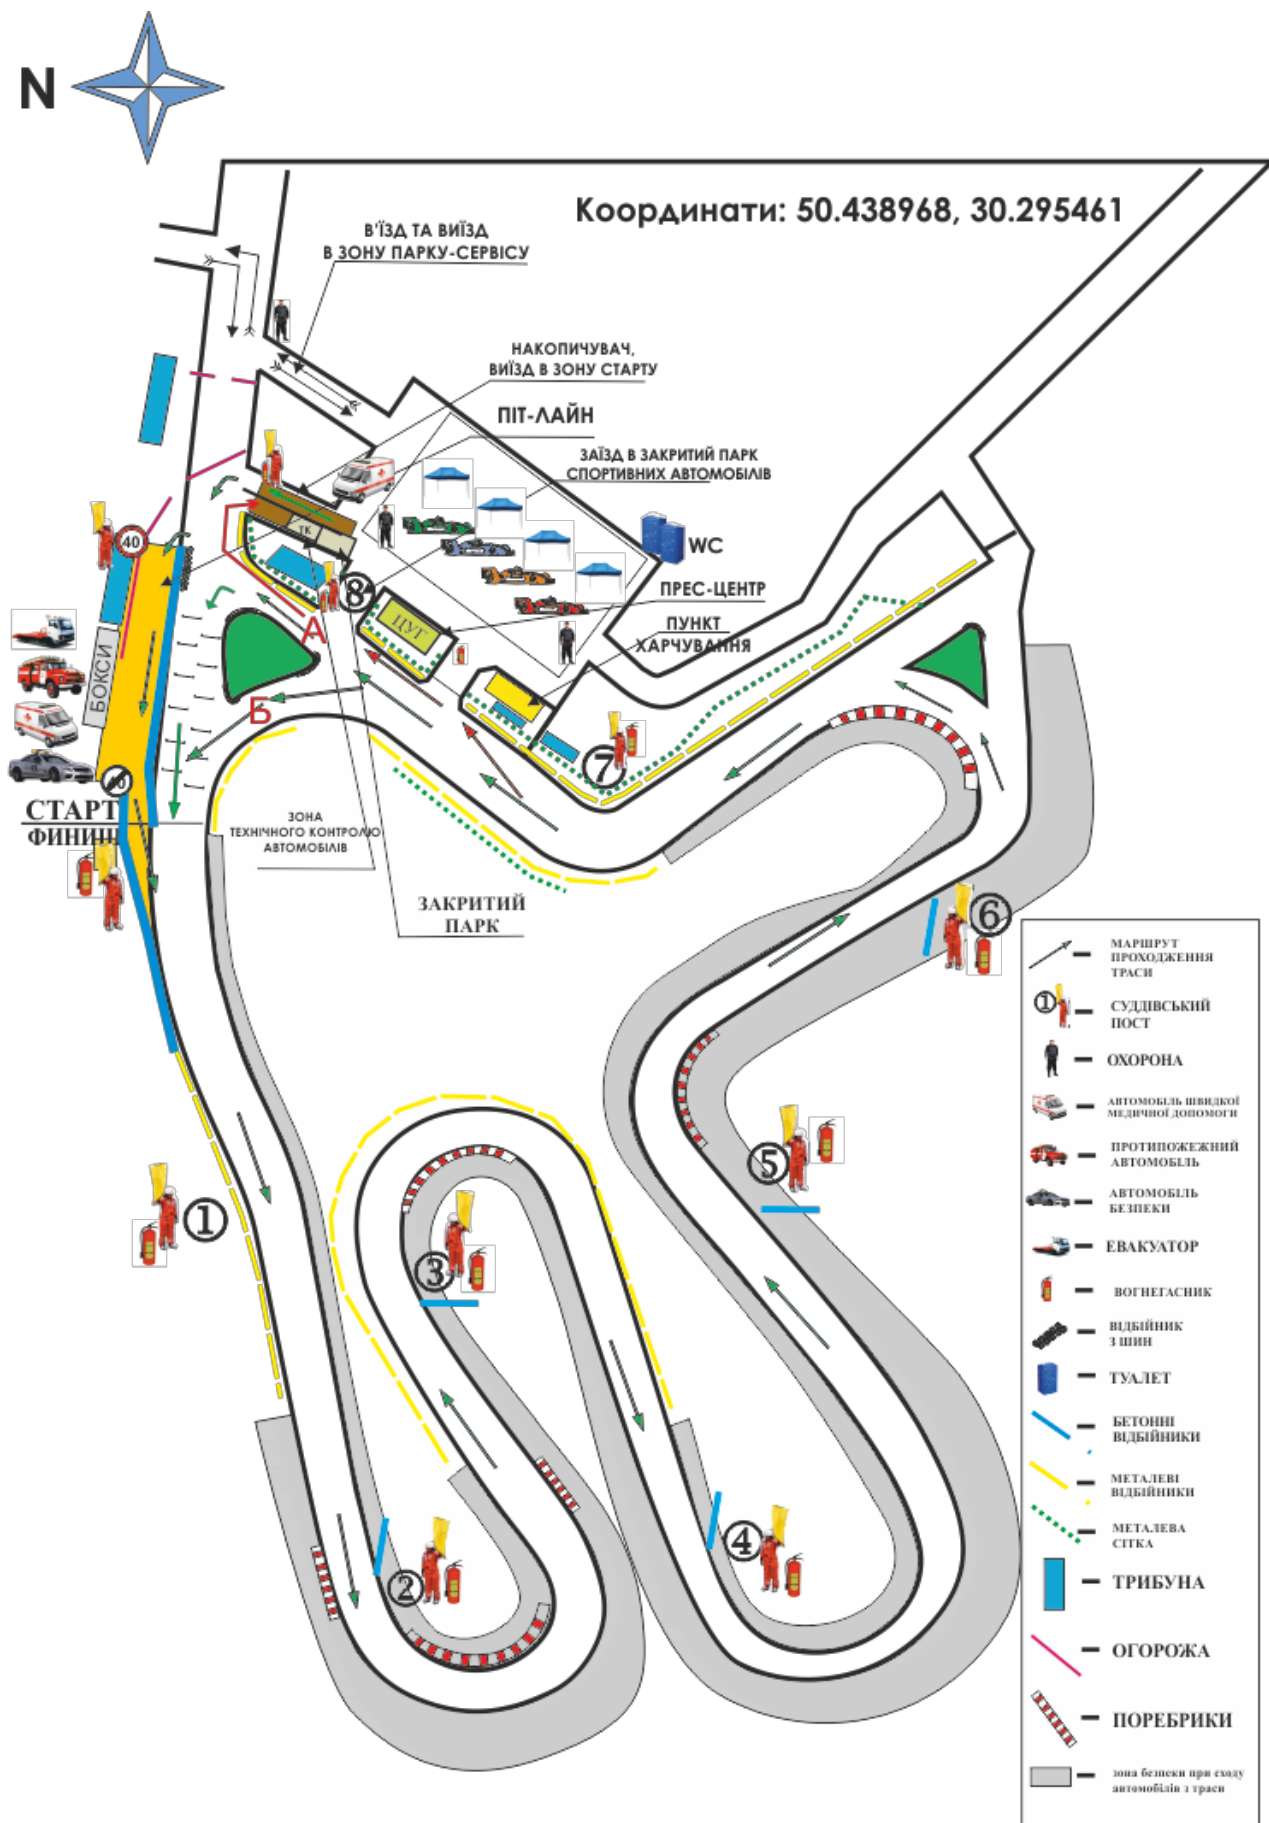 N
Координати: 50.438968, 30.295461
В'ЇЗД ТА ВИЇЗД
В ЗОНУ ПАРКУ-СЕРВІСУ
НАКОПИЧУВАЧ,
ВИЇЗД В ЗОНУ СТАРТУ
ПІТ-ЛАЙН
ЗАЇЗД В ЗАКРИТИЙ ПАРК
СПОРТИВНИХ АВТОМОБІЛІВ
ТК
40
WC
8
ПРЕС-ЦЕНТР
ЦУГ
ПУНКТ
ХАРЧУВАННЯ
А
БОКСИ
Б
7
СТАРТ
ФИНИШ
ЗОНА
ТЕХНІЧНОГО КОНТРОЛЮ
АВТОМОБІЛІВ
ЗАКРИТИЙ
ПАРК
6
5
1
3
4
2
МАРШРУТ
ПРОХОДЖЕННЯ
ТРАСИ
1
СУДДІВСЬКИЙ
ПОСТ
ОХОРОНА
АВТОМОБІЛЬ ШВИДКОЇ
МЕДИЧНОЇ ДОПОМОГИ
ПРОТИПОЖЕЖНИЙ
АВТОМОБІЛЬ
АВТОМОБІЛЬ
БЕЗПЕКИ
ЕВАКУАТОР
ВОГНЕГАСНИК
ВІДБІЙНИК
З ШИН
ТУАЛЕТ
БЕТОННІ
ВІДБІЙНИКИ
МЕТАЛЕВІ
ВІДБІЙНИКИ
МЕТАЛЕВА
СІТКА
ТРИБУНА
ОГОРОЖА
ПОРЕБРИКИ
зона безпеки при сході
автомобілів з траси